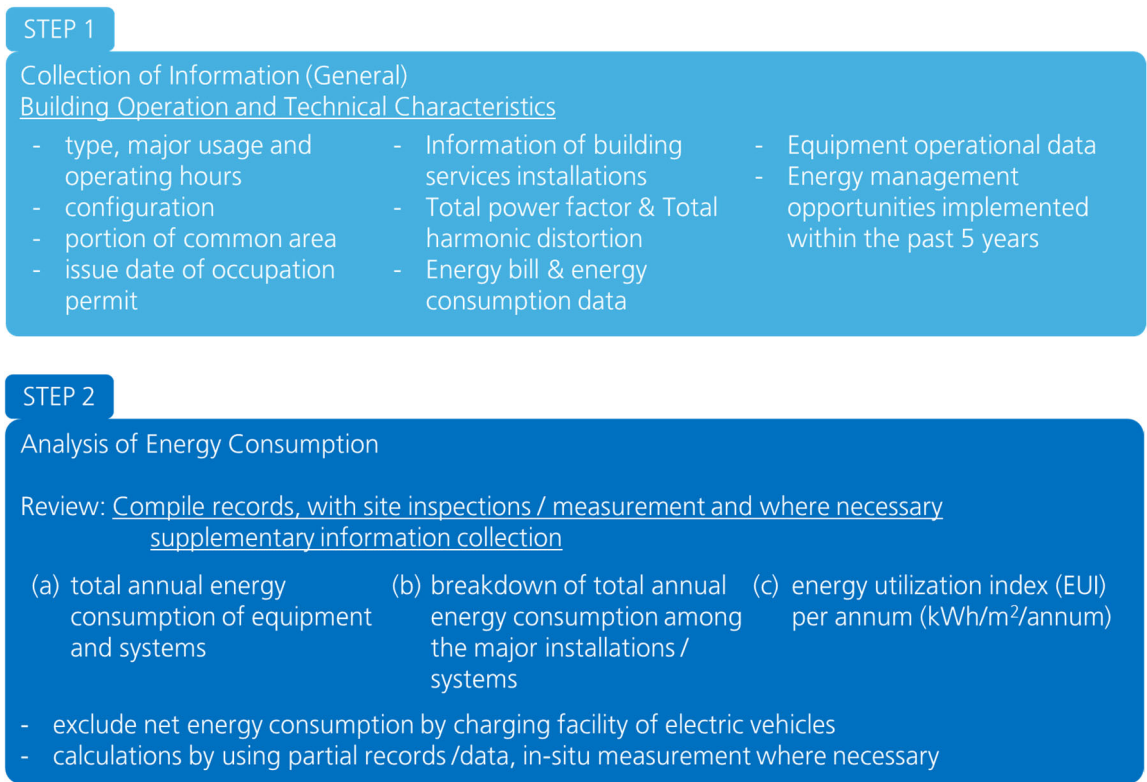 STEP 1
Collection of Information (General)
Building Operation and Technical Characteristics
- type, major usage and
operating hours
- configuration
- portion of common area
- issue date of occupation
permit
- Information of building
services installations
- Total power factor & Total
harmonic distortion
- Energy bill & energy
consumption data
- Equipment operational data
- Energy management
opportunities implemented
within the past 5 years
STEP 2
Analysis of Energy Consumption
Review: Compile records, with site inspections / measurement and where necessary
supplementary information collection
(a) total annual energy
consumption of equipment
and systems
(b) breakdown of total annual
energy consumption among
the major installations /
systems
(c) energy utilization index (EUI)
per annum (kWh/m²/annum)
- exclude net energy consumption by charging facility of electric vehicles
- calculations by using partial records /data, in-situ measurement where necessary